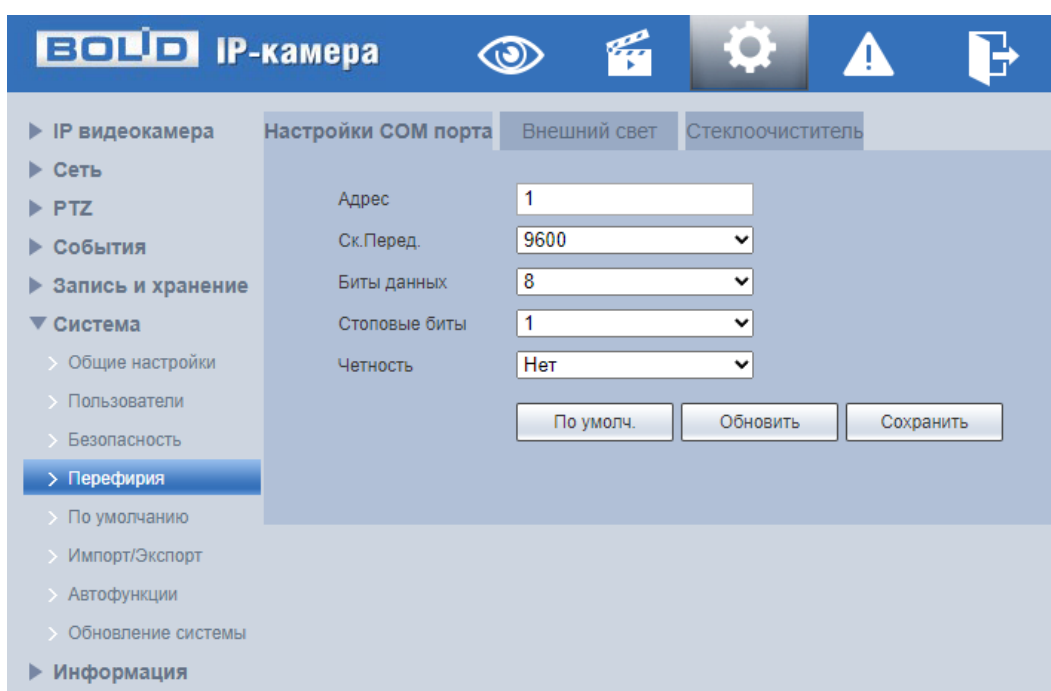 BOLID IP-камера
IP видеокамера
Сеть
PTZ
События
Запись и хранение
Система
Общие настройки
Пользователи
Безопасность
Перефирия
По умолчанию
Импорт/Экспорт
Автофункции
Обновление системы
Информация
Настройки COM порта Внешний свет Стеклоочиститель
Адрес 1
Ск.Перед. 9600
Биты данных 8
Стоповые биты 1
Четность Нет
По умолч. Обновить Сохранить